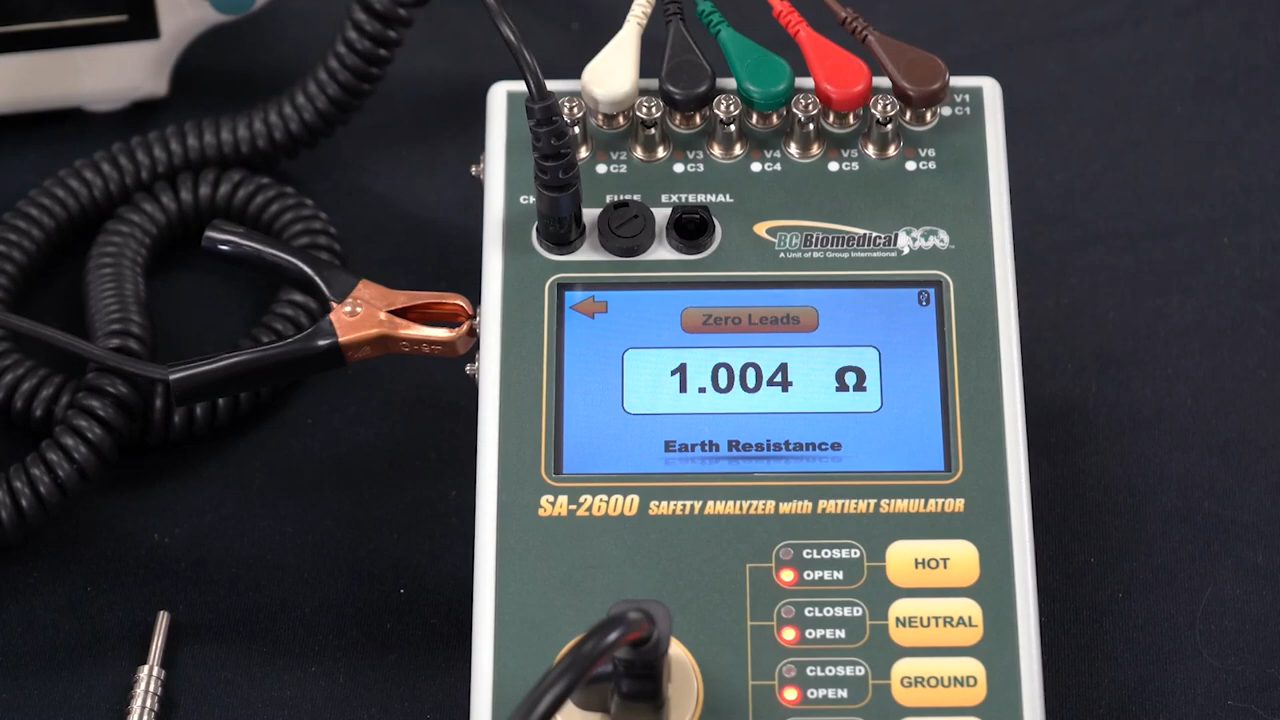 V1
C1
V2 V3 V4 V5 V6
C2 C3 C4 C5 C6
CH FUSE EXTERNAL
BC Biomedical
A Unit of BC Group International
Zero Leads
1.004 Ω
Earth Resistance
SA-2600 SAFETY ANALYZER with PATIENT SIMULATOR
CLOSED
OPEN
HOT
CLOSED
OPEN
NEUTRAL
CLOSED
OPEN
GROUND